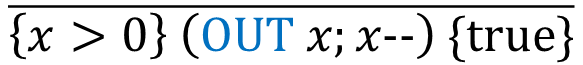 {x > 0} (OUT x; x--) {true}